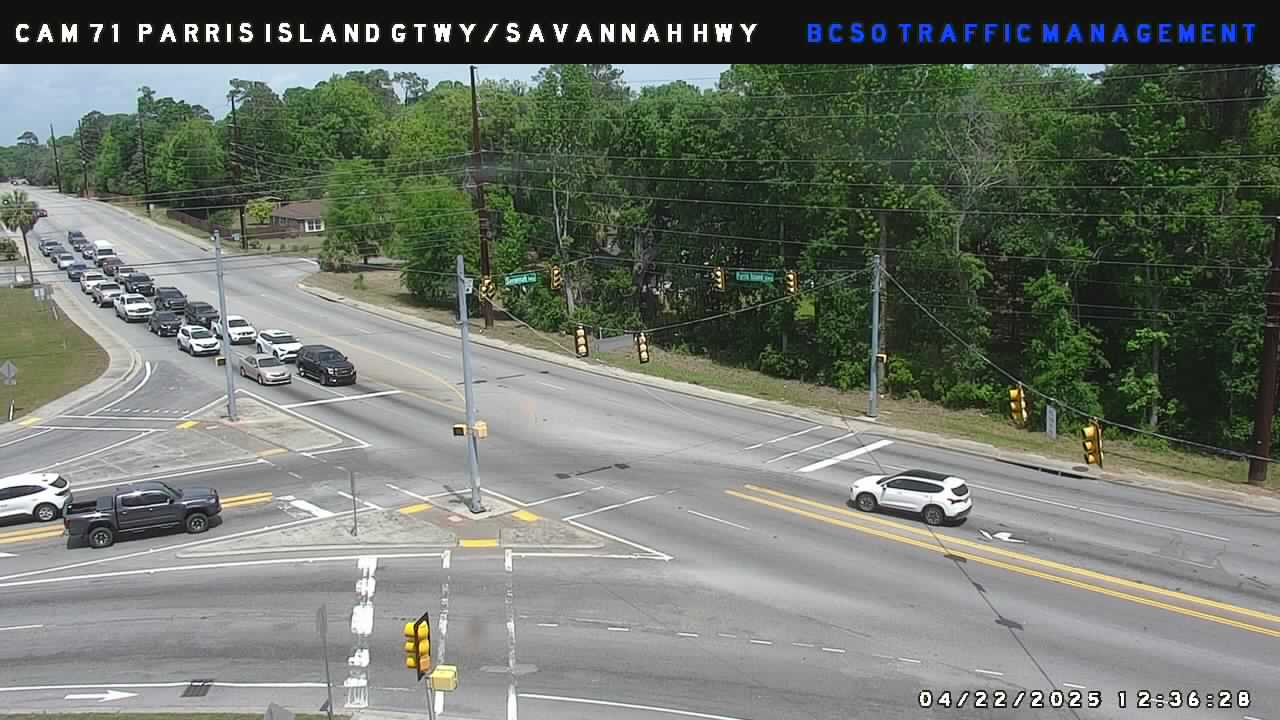 CAM 71 PARRIS ISLAND GTWY/SAVANNAH HWY
BCSO TRAFFIC MANAGEMENT
04/22/2025 12:36:28